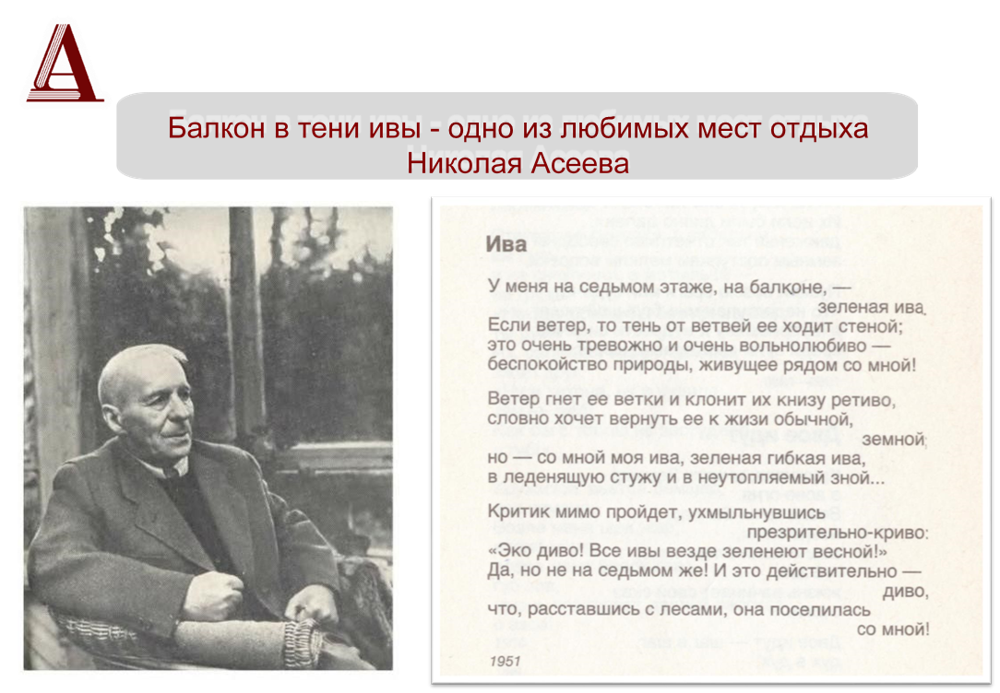 А
Балкон в тени ивы - одно из любимых мест отдыха
Николая Асеева
Ива
У меня на седьмом этаже, на балконе, —
зеленая ива.
Если ветер, то тень от ветвей ее ходит стеной;
это очень тревожно и очень вольнолюбиво —
беспокойство природы, живущее рядом со мной!
Ветер гнет ее ветки и клонит их книзу ретиво,
словно хочет вернуть ее к жизи обычной,
земной;
но — со мной моя ива, зеленая гибкая ива,
в леденящую стужу и в неутопляемый зной...
Критик мимо пройдет, ухмыльнувшись
презрительно-криво:
«Эко диво! Все ивы везде зеленеют весной!»
Да, но не на седьмом же! И это действительно —
диво,
что, расставшись с лесами, она поселилась
со мной!
1951